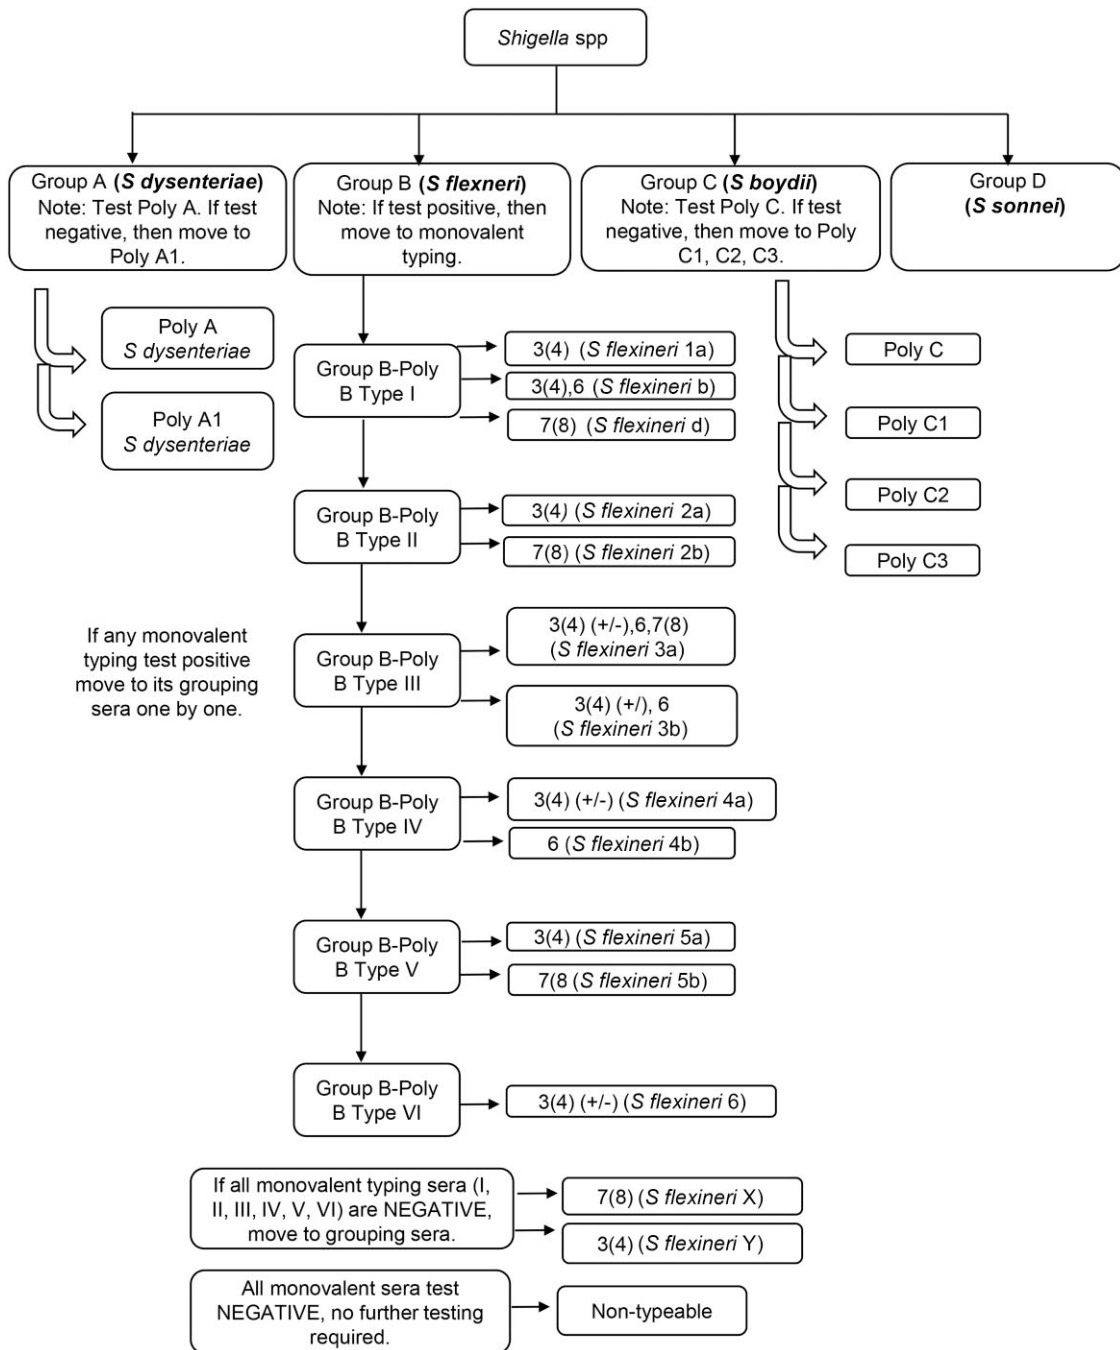 Shigella spp
Group A (S dysenteriae)
Note: Test Poly A. If test
negative, then move to
Poly A1.
Group B (S flexneri)
Note: If test positive, then
move to monovalent
typing.
Group C (S boydii)
Note: Test Poly C. If test
negative, then move to Poly
C1, C2, C3.
Group D
(S sonnei)
Poly A
S dysenteriae
Poly A1
S dysenteriae
Group B-Poly
B Type I
3(4) (S flexineri 1a)
3(4),6 (S flexineri b)
7(8) (S flexineri d)
Poly C
Poly C1
Poly C2
Poly C3
Group B-Poly
B Type II
3(4) (S flexineri 2a)
7(8) (S flexineri 2b)
If any monovalent
typing test positive
move to its grouping
sera one by one.
Group B-Poly
B Type III
3(4) (+/-),6,7(8)
(S flexineri 3a)
3(4) (+/), 6
(S flexineri 3b)
Group B-Poly
B Type IV
3(4) (+/-) (S flexineri 4a)
6 (S flexineri 4b)
Group B-Poly
B Type V
3(4) (S flexineri 5a)
7(8 (S flexineri 5b)
Group B-Poly
B Type VI
3(4) (+/-) (S flexineri 6)
If all monovalent typing sera (I,
II, III, IV, V, VI) are NEGATIVE,
move to grouping sera.
7(8) (S flexineri X)
3(4) (S flexineri Y)
All monovalent sera test
NEGATIVE, no further testing
required.
Non-typeable